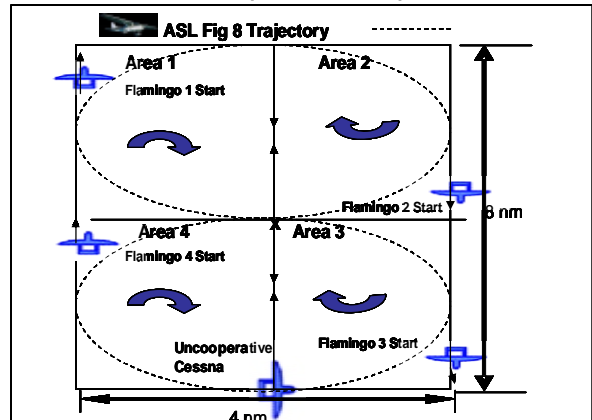 ASL Fig 8 Trajectory
Area 1
Area 2
Flamingo 1 Start
Flamingo 2 Start
8 nm
Area 4
Area 3
Flamingo 4 Start
Flamingo 3 Start
Uncooperative
Cessna
4 nm